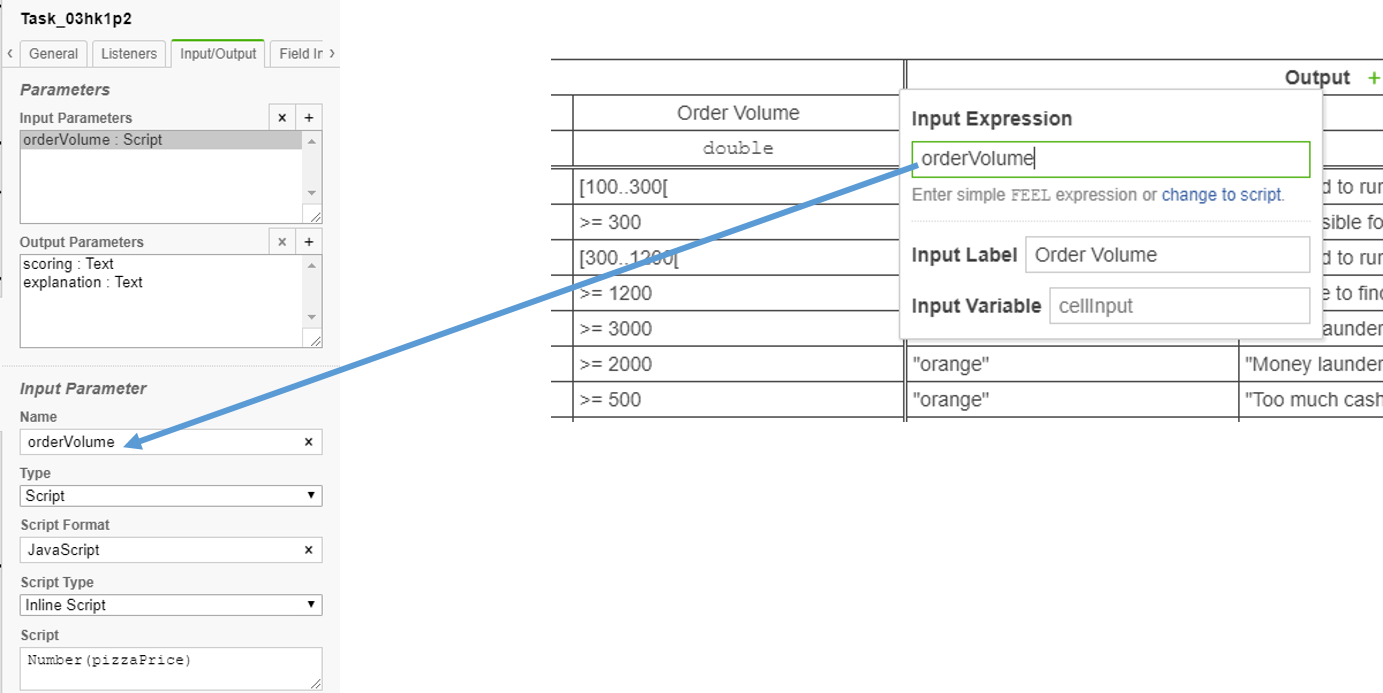 Task_03hk1p2
General Listeners Input/Output Field Ir
Parameters
Input Parameters × +
orderVolume : Script
Output Parameters × +
scoring : Text
explanation : Text
Input Parameter
Name
orderVolume ×
Type
Script
Script Format
JavaScript ×
Script Type
Inline Script
Script
Number(pizzaPrice)
Output +
Order Volume
double
[100..300[
>= 300
[300..1200[
>= 1200
>= 3000
>= 2000 "orange" "Money launder
>= 500 "orange" "Too much cash
Input Expression
orderVolume
Enter simple FEEL expression or change to script.
Input Label Order Volume
Input Variable cellInput
d to rur
sible fo
d to rur
e to find
launder